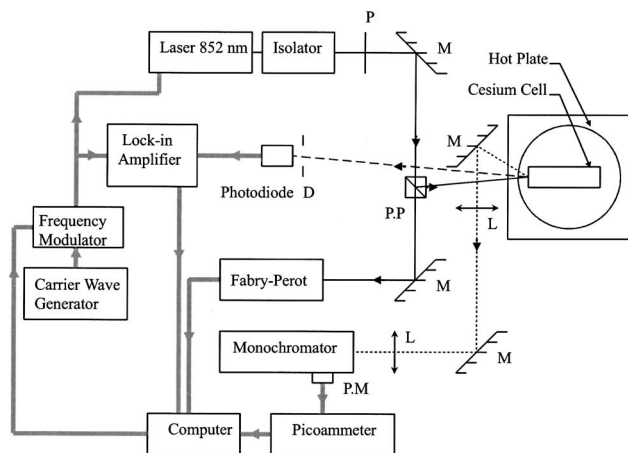 P
Laser 852 nm
Isolator
M
Hot Plate
Cesium Cell
Lock-in
Amplifier
M
Photodiode
D
P.P
L
Frequency
Modulator
Carrier Wave
Generator
Fabry-Perot
M
Monochromator
L
M
P.M
Computer
Picoammeter